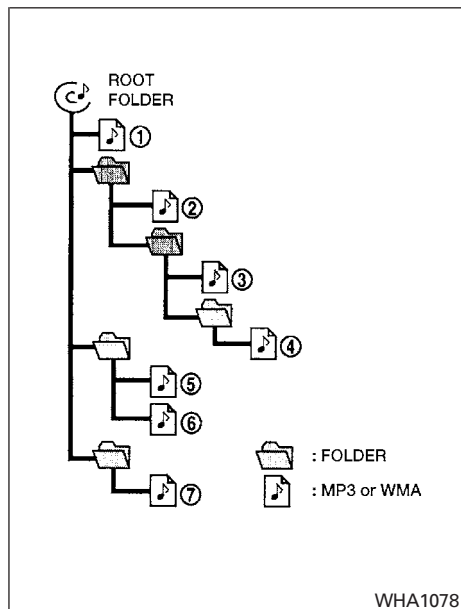 ROOT
FOLDER
①
②
③
④
⑤
⑥
⑦
: FOLDER
: MP3 or WMA
WHA1078